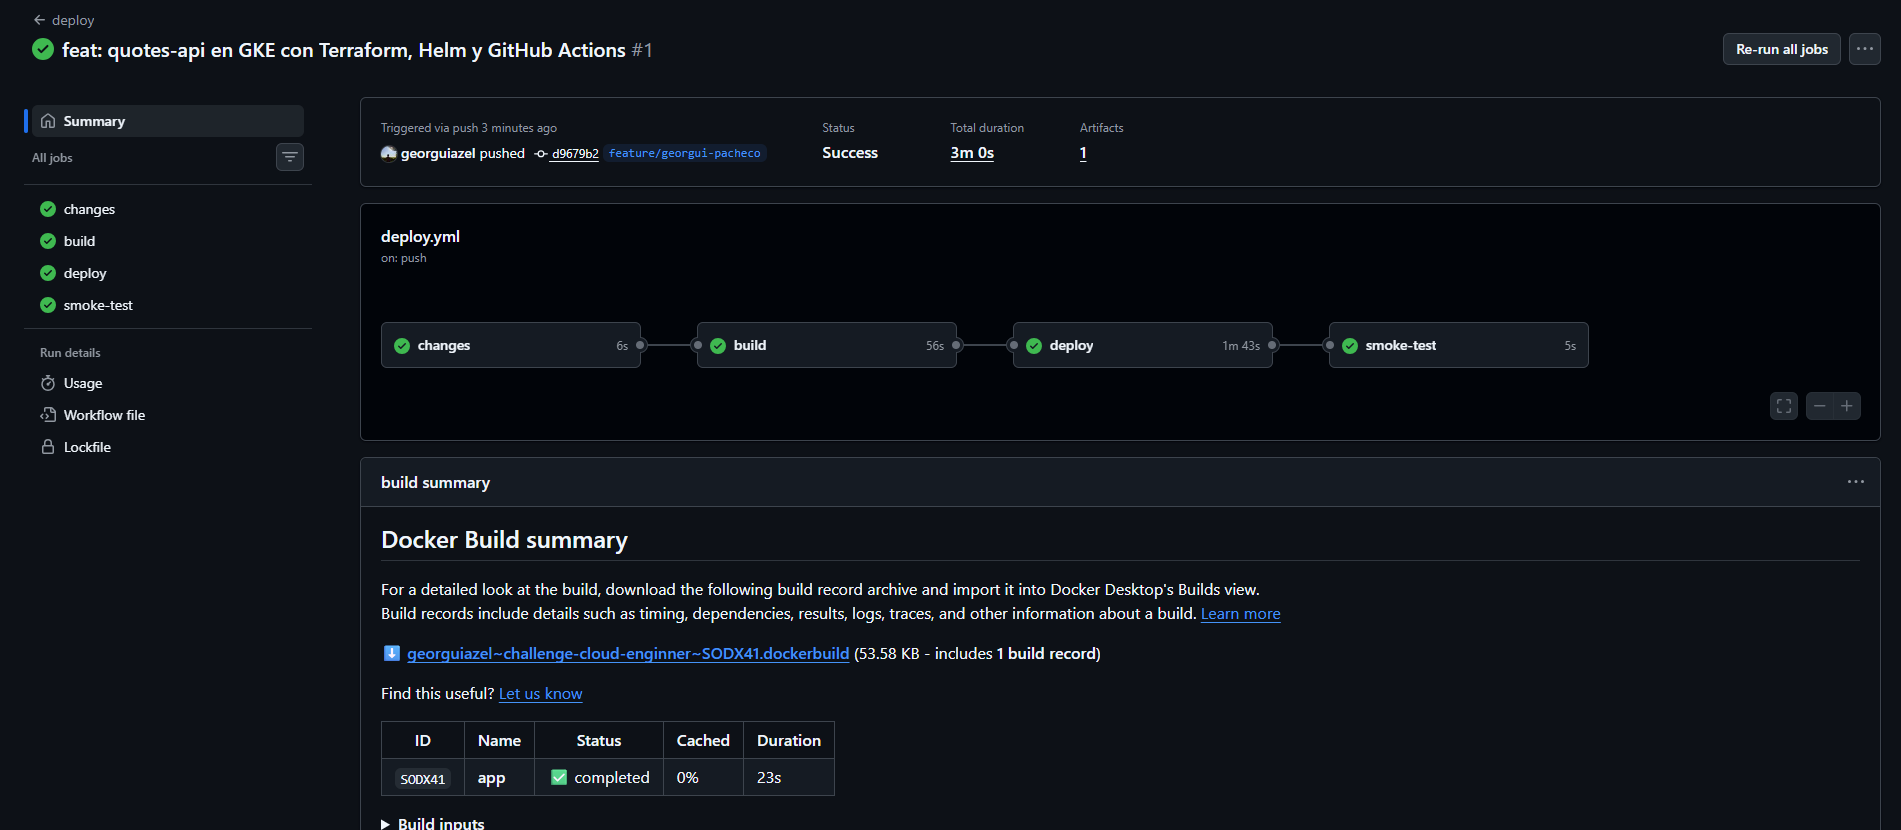 deploy
feat: quotes-api en GKE con Terraform, Helm y GitHub Actions #1
Re-run all jobs
Summary
All jobs
changes
build
deploy
smoke-test
Run details
Usage
Workflow file
Lockfile
Triggered via push 3 minutes ago
georguiazel pushed d9679b2 feature/georgui-pacheco
Status
Success
Total duration
3m 0s
Artifacts
1
deploy.yml
on: push
changes 6s
build 56s
deploy 1m 43s
smoke-test 5s
build summary
Docker Build summary
For a detailed look at the build, download the following build record archive and import it into Docker Desktop's Builds view.
Build records include details such as timing, dependencies, results, logs, traces, and other information about a build. Learn more
georguiazel~challenge-cloud-enginner~SODX41.dockerbuild (53.58 KB - includes 1 build record)
Find this useful? Let us know
ID Name Status Cached Duration
SODX41 app completed 0% 23s
Build inputs